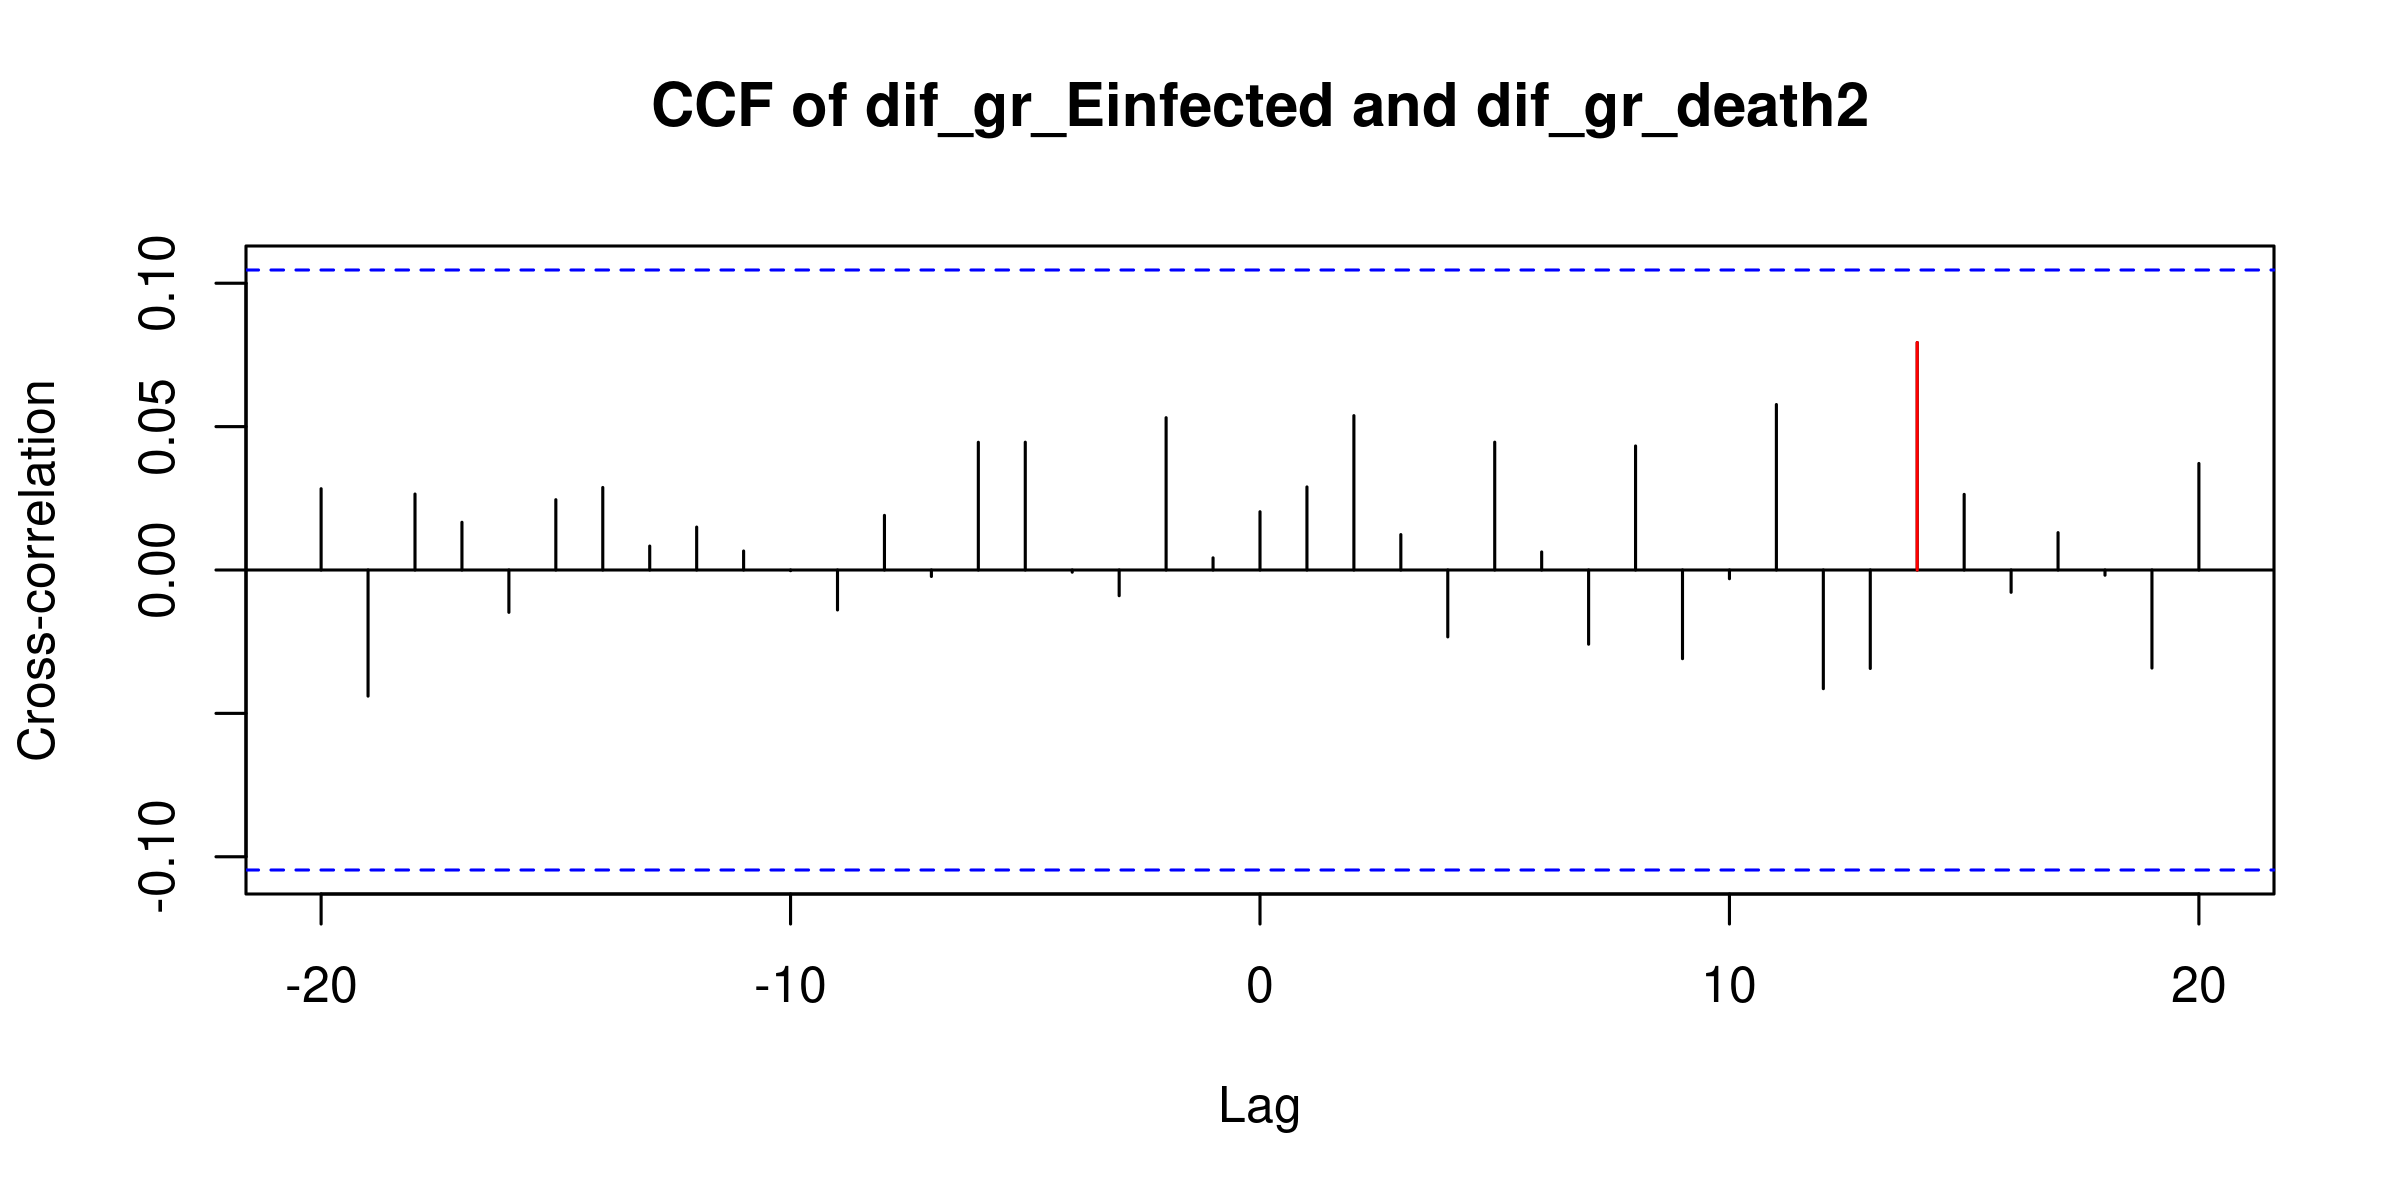 CCF of dif_gr_Einfected and dif_gr_death2
Cross-correlation
0.10
0.05
0.00
-0.10
-20 -10 0 10 20
Lag